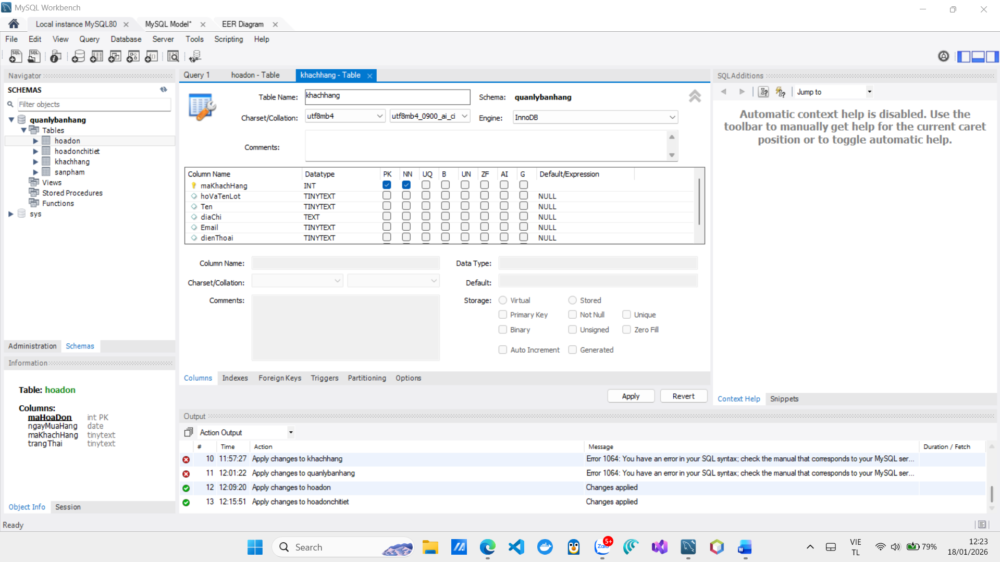 MySQL Workbench
Local instance MySQL80
MySQL Model*
EER Diagram
File Edit View Query Database Server Tools Scripting Help
Navigator
SCHEMAS
Filter objects
quanlybanhang
Tables
hoadon
hoadonchitiet
khachhang
sanpham
Views
Stored Procedures
Functions
sys
Administration Schemas
Information
Table: hoadon
Columns:
maHoaDon int PK
ngayMuaHang date
maKhachHang tinytext
trangThai tinytext
Object Info Session
Query 1
hoadon - Table
khachhang - Table
Table Name: khachhang
Schema: quanlybanhang
Charset/Collation: utf8mb4 utf8mb4_0900_ai_ci
Engine: InnoDB
Comments:
Column Name Datatype PK NN UQ B UN ZF AI G Default/Expression
maKhachHang INT
hoVaTenLot TINYTEXT NULL
Ten TINYTEXT NULL
diaChi TEXT NULL
Email TINYTEXT NULL
dienThoai TINYTEXT NULL
Column Name: Data Type:
Charset/Collation: Default:
Comments: Storage: Virtual Stored
Primary Key Not Null Unique
Binary Unsigned Zero Fill
Auto Increment Generated
Columns Indexes Foreign Keys Triggers Partitioning Options
Apply Revert
SQLAdditions
Jump to
Automatic context help is disabled. Use the
toolbar to manually get help for the current caret
position or to toggle automatic help.
Context Help Snippets
Output
Action Output
# Time Action Message Duration / Fetch
10 11:57:27 Apply changes to khachhang Error 1064: You have an error in your SQL syntax; check the manual that corresponds to your MySQL ser...
11 12:01:22 Apply changes to quanlybanhang Error 1064: You have an error in your SQL syntax; check the manual that corresponds to your MySQL ser...
12 12:09:20 Apply changes to hoadon Changes applied
13 12:15:51 Apply changes to hoadonchitiet Changes applied
Ready
Search
5+
Zalo
VIE
TL
79%
12:23
18/01/2026